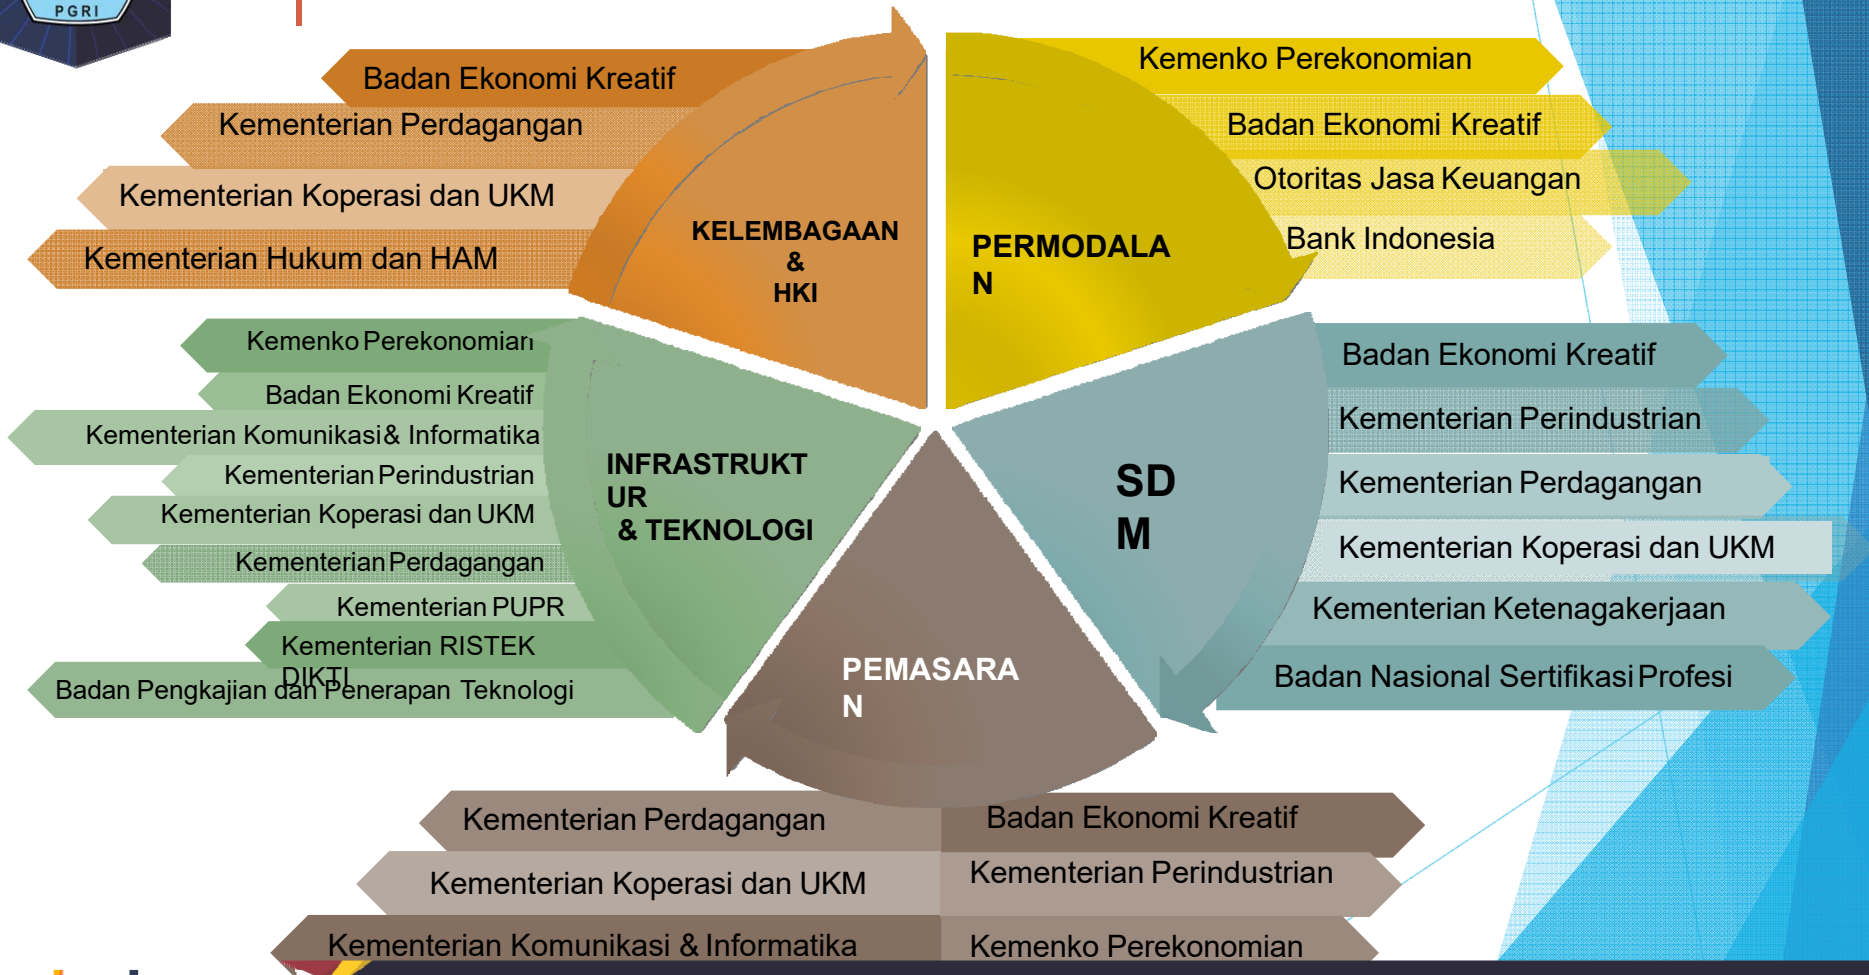 PGRI
Badan Ekonomi Kreatif
Kementerian Perdagangan
Kementerian Koperasi dan UKM
Kementerian Hukum dan HAM
KELEMBAGAAN
&
HKI
Kemenko Perekonomian
Badan Ekonomi Kreatif
Otoritas Jasa Keuangan
Bank Indonesia
PERMODALA
N
Kemenko Perekonomian
Badan Ekonomi Kreatif
Kementerian Komunikasi & Informatika
Kementerian Perindustrian
Kementerian Koperasi dan UKM
Kementerian Perdagangan
Kementerian PUPR
Kementerian RISTEK
DIKTI
Badan Pengkajian dan Penerapan Teknologi
INFRASTRUKT
UR
& TEKNOLOGI
SD
M
Badan Ekonomi Kreatif
Kementerian Perindustrian
Kementerian Perdagangan
Kementerian Koperasi dan UKM
Kementerian Ketenagakerjaan
Badan Nasional Sertifikasi Profesi
PEMASARA
N
Kementerian Perdagangan
Kementerian Koperasi dan UKM
Kementerian Komunikasi & Informatika
Badan Ekonomi Kreatif
Kementerian Perindustrian
Kemenko Perekonomian